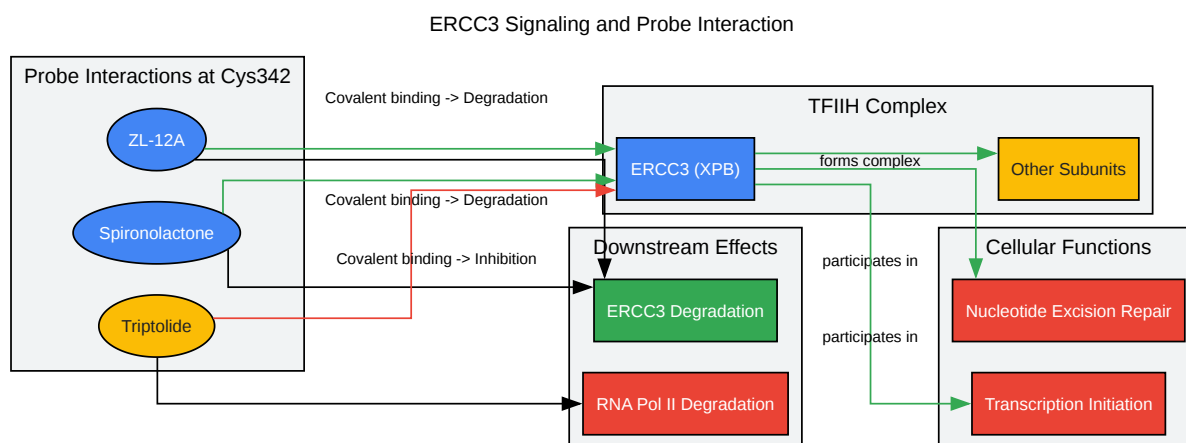 ERCC3 Signaling and Probe Interaction
Probe Interactions at Cys342
ZL-12A
Spironolactone
Triptolide
Covalent binding -> Degradation
Covalent binding -> Degradation
Covalent binding -> Inhibition
TFIIH Complex
ERCC3 (XPB)
forms complex
Other Subunits
Downstream Effects
ERCC3 Degradation
RNA Pol II Degradation
participates in
participates in
Cellular Functions
Nucleotide Excision Repair
Transcription Initiation